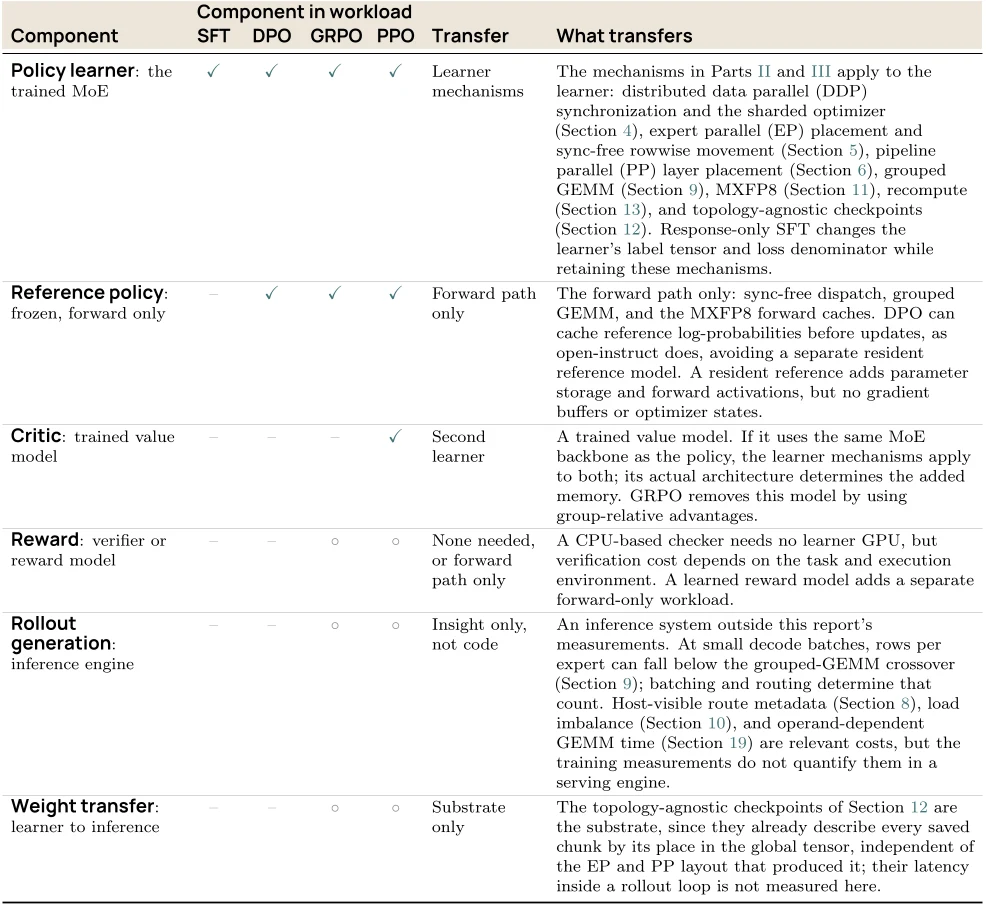 Component in workload
Component SFT DPO GRPO PPO Transfer What transfers
Policy learner: the ✓ ✓ ✓ ✓ Learner The mechanisms in Parts II and III apply to the
trained MoE mechanisms learner: distributed data parallel (DDP)
synchronization and the sharded optimizer
(Section 4), expert parallel (EP) placement and
sync-free rowwise movement (Section 5), pipeline
parallel (PP) layer placement (Section 6), grouped
GEMM (Section 9), MXFP8 (Section 11), recompute
(Section 13), and topology-agnostic checkpoints
(Section 12). Response-only SFT changes the
learner's label tensor and loss denominator while
retaining these mechanisms.
Reference policy: – ✓ ✓ ✓ Forward path The forward path only: sync-free dispatch, grouped
frozen, forward only only GEMM, and the MXFP8 forward caches. DPO can
cache reference log-probabilities before updates, as
open-instruct does, avoiding a separate resident
reference model. A resident reference adds parameter
storage and forward activations, but no gradient
buffers or optimizer states.
Critic: trained value – – – ✓ Second A trained value model. If it uses the same MoE
model learner backbone as the policy, the learner mechanisms apply
to both; its actual architecture determines the added
memory. GRPO removes this model by using
group-relative advantages.
Reward: verifier or – – ○ ○ None needed, A CPU-based checker needs no learner GPU, but
reward model or forward verification cost depends on the task and execution
path only environment. A learned reward model adds a separate
forward-only workload.
Rollout – – ○ ○ Insight only, An inference system outside this report's
generation: not code measurements. At small decode batches, rows per
inference engine expert can fall below the grouped-GEMM crossover
(Section 9); batching and routing determine that
count. Host-visible route metadata (Section 8), load
imbalance (Section 10), and operand-dependent
GEMM time (Section 19) are relevant costs, but the
training measurements do not quantify them in a
serving engine.
Weight transfer: – – ○ ○ Substrate The topology-agnostic checkpoints of Section 12 are
learner to inference only the substrate, since they already describe every saved
chunk by its place in the global tensor, independent of
the EP and PP layout that produced it; their latency
inside a rollout loop is not measured here.